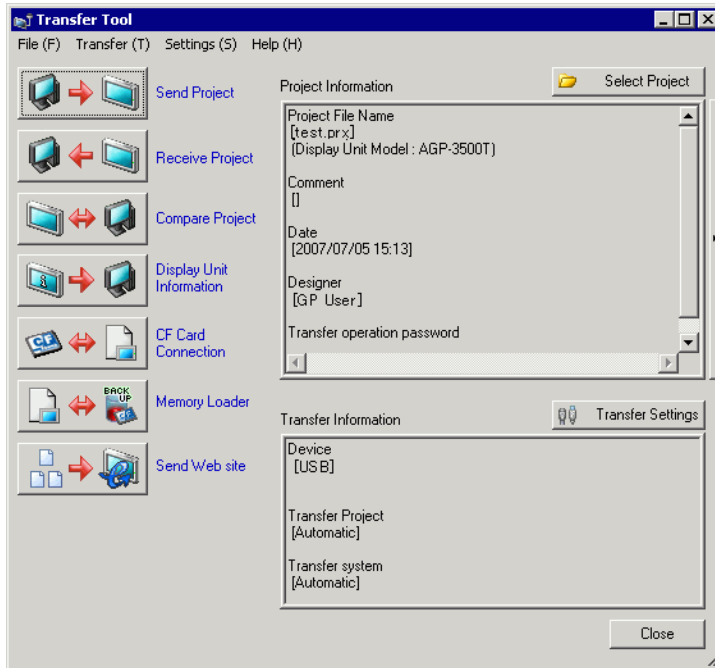 Transfer Tool
File (F) Transfer (T) Settings (S) Help (H)
Send Project
Receive Project
Compare Project
Display Unit
Information
CF
CF Card
Connection
BACK
UP
Memory Loader
Send Web site
Project Information
Select Project
Project File Name
[test.prx]
(Display Unit Model : AGP-3500T)
Comment
[]
Date
[2007/07/05 15:13]
Designer
[GP User]
Transfer operation password
Transfer Information
Transfer Settings
Device
[USB]
Transfer Project
[Automatic]
Transfer system
[Automatic]
Close